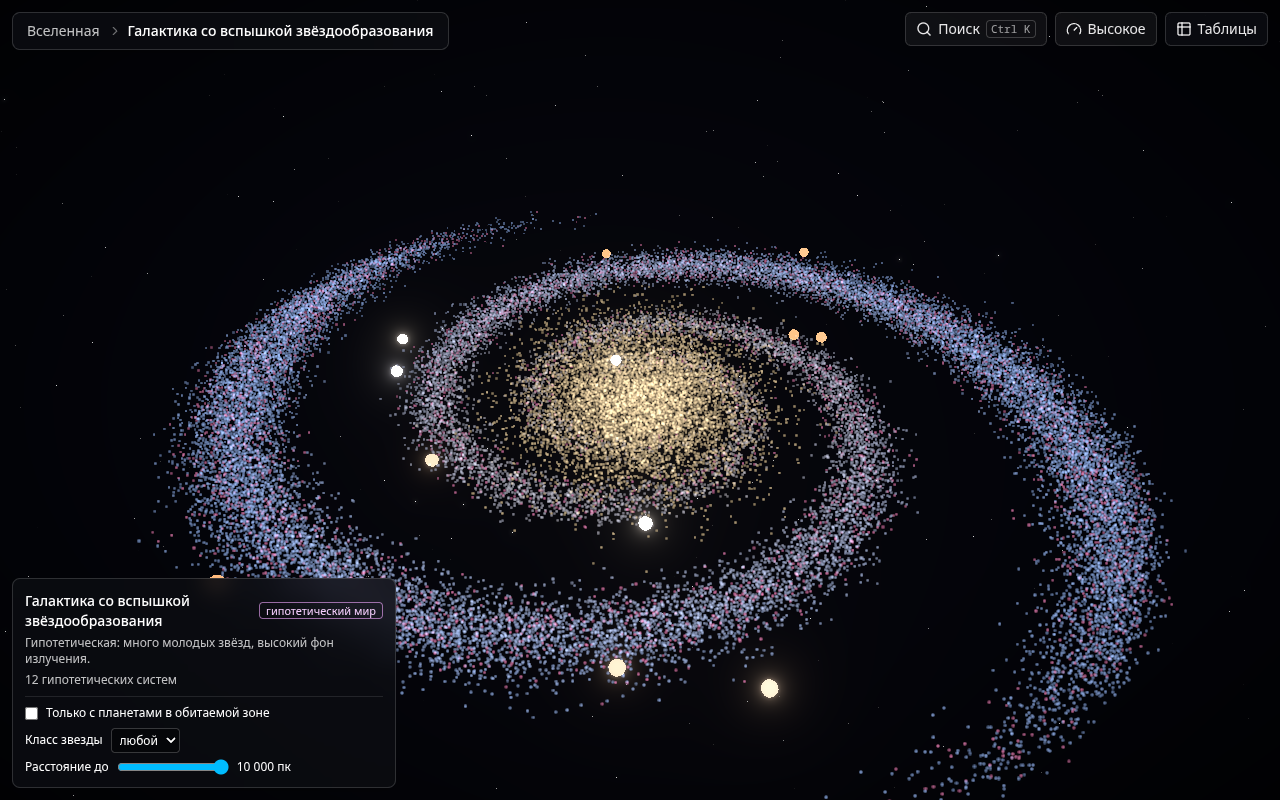 Вселенная > Галактика со вспышкой звёздообразования
Поиск Ctrl K
Высокое
Таблицы
Галактика со вспышкой
звёздообразования
гипотетический мир
Гипотетическая: много молодых звёзд, высокий фон
излучения.
12 гипотетических систем
Только с планетами в обитаемой зоне
Класс звезды любой
Расстояние до 10 000 пк